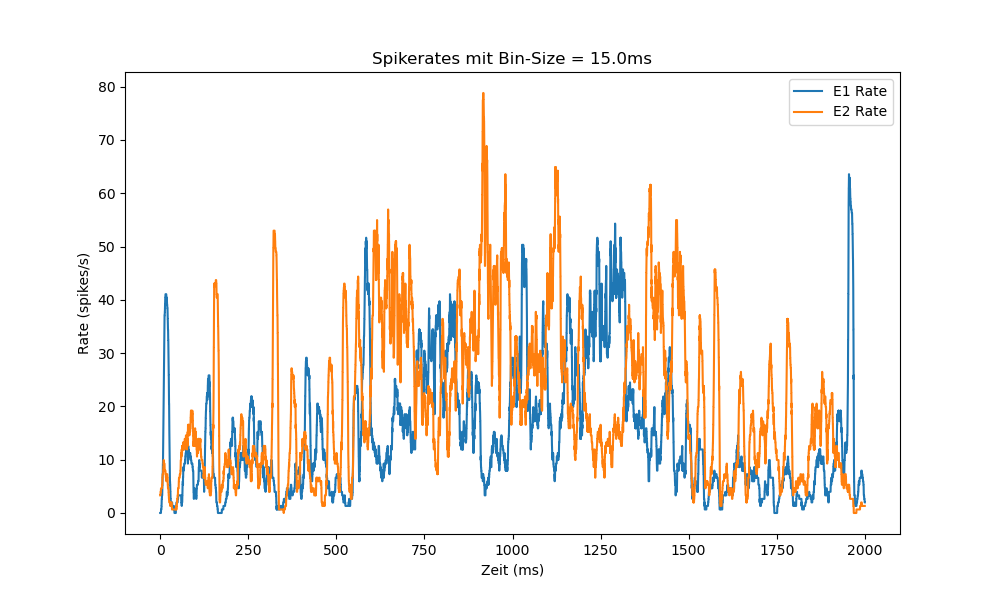 Spikerates mit Bin-Size = 15.0ms
E1 Rate
E2 Rate
80
70
60
50
40
30
20
10
0
Rate (spikes/s)
0 250 500 750 1000 1250 1500 1750 2000
Zeit (ms)